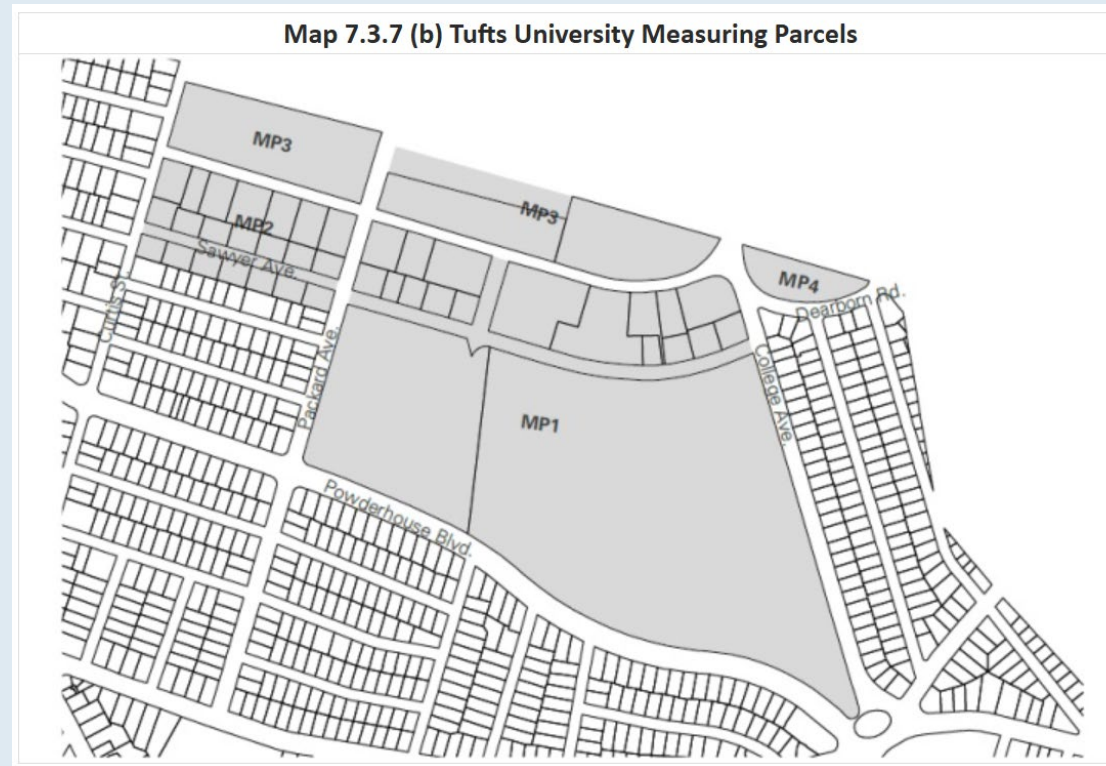 Map 7.3.7 (b) Tufts University Measuring Parcels
MP3
MP3
MP2
Sawyer Ave.
MP4
Dearborn Rd.
Curtis S.
Packard Ave.
College Ave.
MP1
Powderhouse Blvd.